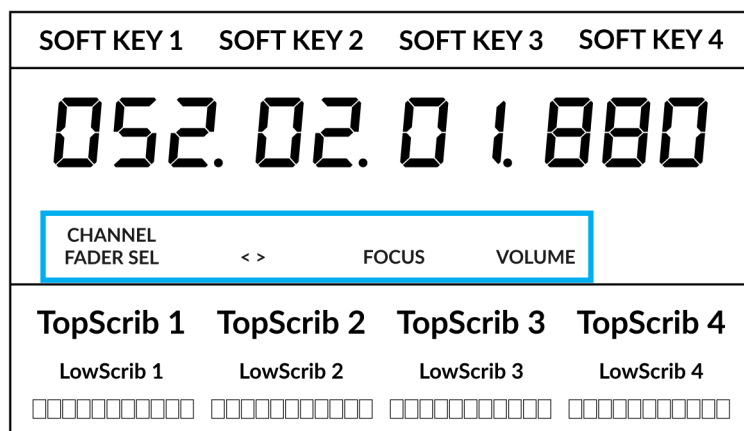 SOFT KEY 1 SOFT KEY 2 SOFT KEY 3 SOFT KEY 4
052. 02. 01. 880
CHANNEL
FADER SEL < > FOCUS VOLUME
TopScrib 1 TopScrib 2 TopScrib 3 TopScrib 4
LowScrib 1 LowScrib 2 LowScrib 3 LowScrib 4